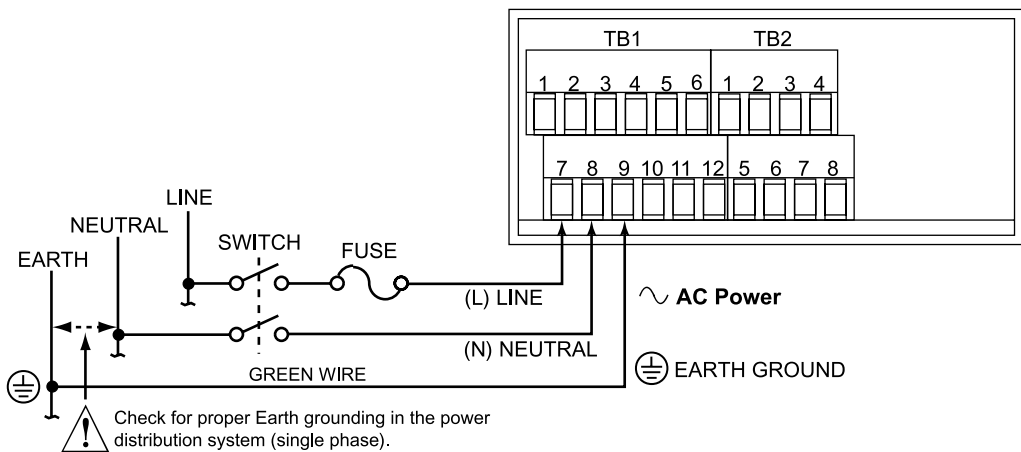 TB1 TB2
1 2 3 4 5 6 1 2 3 4
7 8 9 10 11 12 5 6 7 8
LINE
NEUTRAL
EARTH
SWITCH
FUSE
(L) LINE
AC Power
(N) NEUTRAL
GREEN WIRE
EARTH GROUND
!
Check for proper Earth grounding in the power
distribution system (single phase).